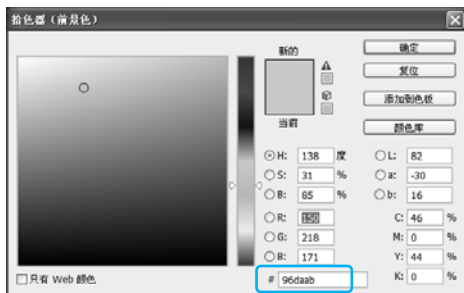 拾色器（前景色）
新的
当前
确定
复位
添加到色板
颜色库
H: 138 度
S: 31 %
B: 85 %
R: 150
G: 218
B: 171
# 96daab
L: 82
a: -30
b: 16
C: 46 %
M: 0 %
Y: 44 %
K: 0 %
只有 Web 颜色